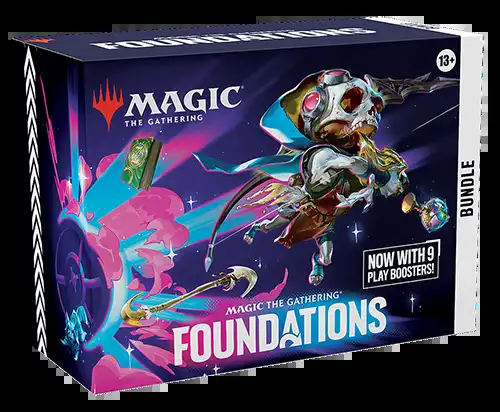 FOUNDATIONS
13+
MAGIC
THE GATHERING
BUNDLE
NOW WITH 9
PLAY BOOSTERS!
MAGIC THE GATHERING®
FOUNDATIONS